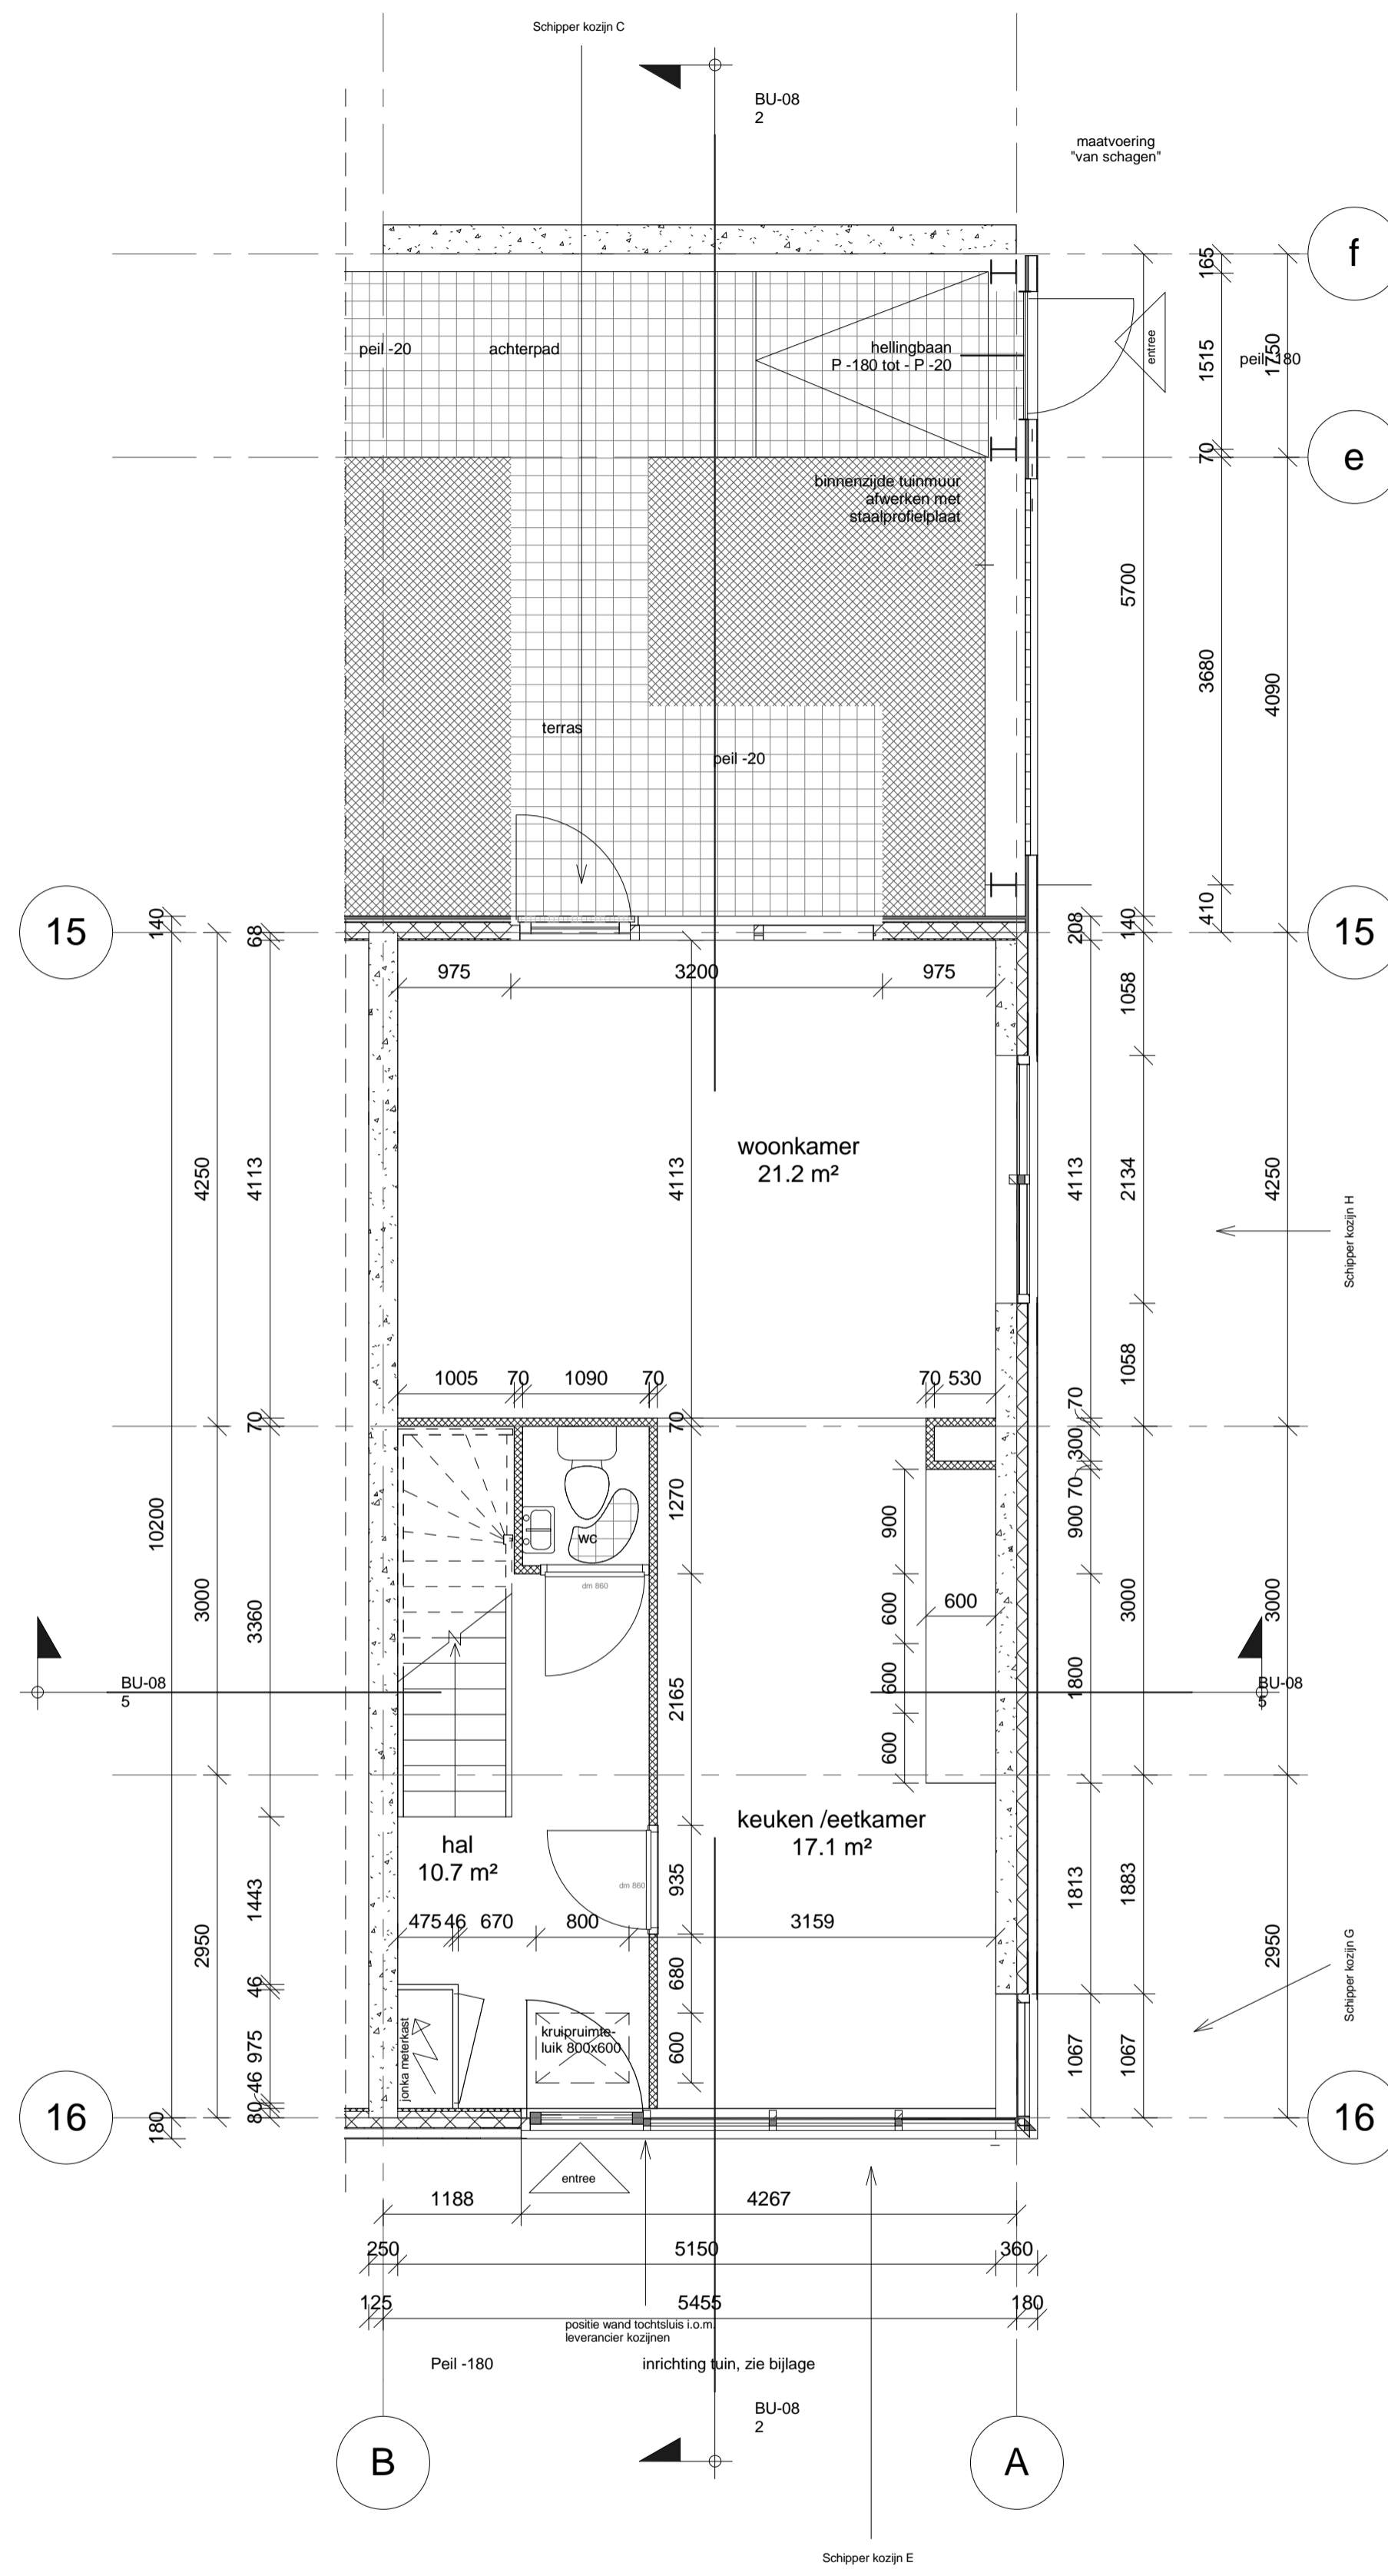 Schipper kozijn C
BU-08
2
maatvoering
"van schagen"
f
165
entree
peil -20
achterpad
hellingbaan
P -180 tot - P -20
1515
1750
peil -180
e
70
binnenzijde tuinmuur
afwerken met
staalprofielplaat
5700
3680
4090
terras
peil -20
410
15
140
68
208
140
15
975
3200
975
1058
woonkamer
21.2 m²
4250
4113
4113
4113
2134
4250
Schipper kozijn H
1058
1005
70
1090
70
70
530
70
70
70
300
70
900
10200
1270
900
wc
dm 860
3000
3360
600
600
3000
3000
BU-08
5
2165
600
1800
BU-08
5
600
keuken /eetkamer
17.1 m²
hal
10.7 m²
dm 860
935
1443
1813
1883
475
46
670
800
3159
2950
2950
Schipper kozijn G
680
46
kruipruimte-
luik 800x600
jonka meterkast
975
600
1067
1067
46
80
16
180
16
entree
1188
4267
250
5150
360
125
5455
180
positie wand tochtsluis i.o.m.
leverancier kozijnen
Peil -180
inrichting tuin, zie bijlage
BU-08
2
B
A
Schipper kozijn E